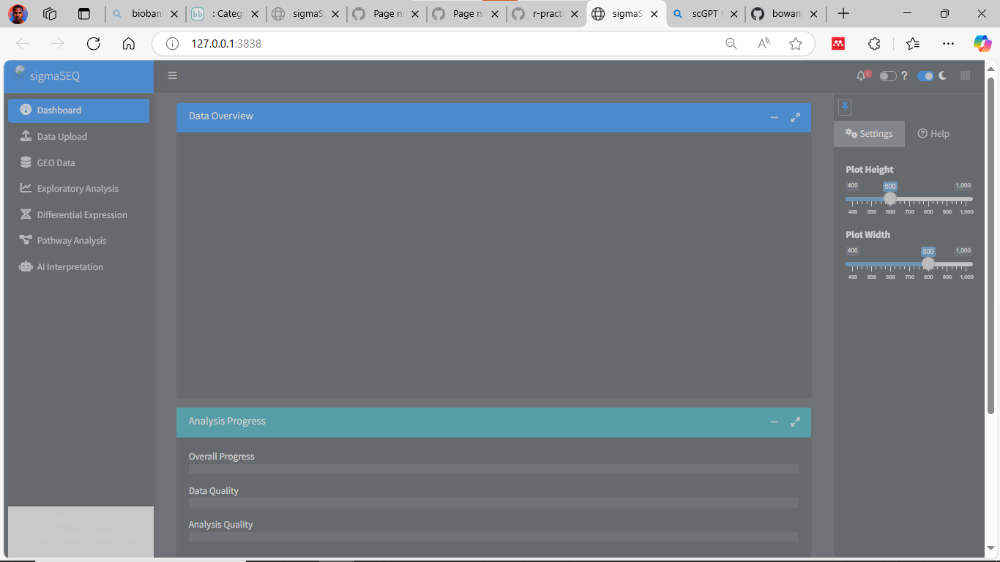 biobanl
: Categ
sigmaS
Page no
Page no
r-practi
sigmaS
scGPT
bowang
127.0.0.1:3838
sigmaSEQ
1
?
Dashboard
Data Upload
GEO Data
Exploratory Analysis
Differential Expression
Pathway Analysis
AI Interpretation
Data Overview
Analysis Progress
Overall Progress
Data Quality
Analysis Quality
Settings
Help
Plot Height
400 600 1,000
400 500 600 700 800 900 1,000
Plot Width
400 800 1,000
400 500 600 700 800 900 1,000